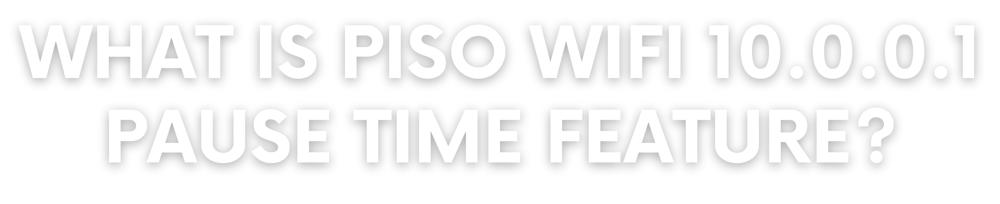 WHAT IS PISO WIFI 10.0.0.1
PAUSE TIME FEATURE?